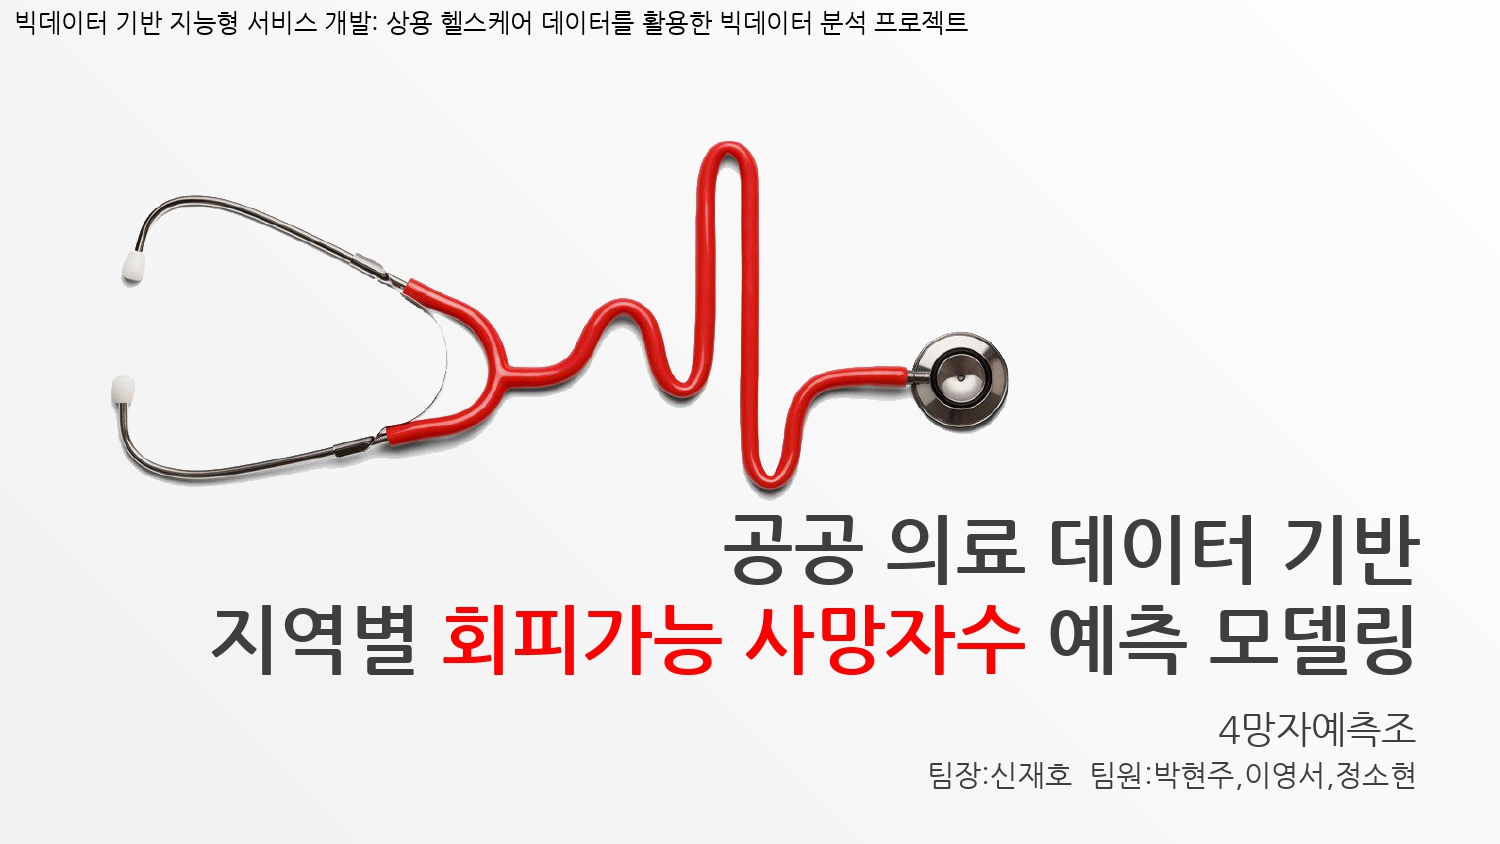 빅데이터 기반 지능형 서비스 개발: 상용 헬스케어 데이터를 활용한 빅데이터 분석 프로젝트
공공 의료 데이터 기반
지역별 회피가능 사망자수 예측 모델링
4망자예측조
팀장:신재호 팀원:박현주,이영서,정소현